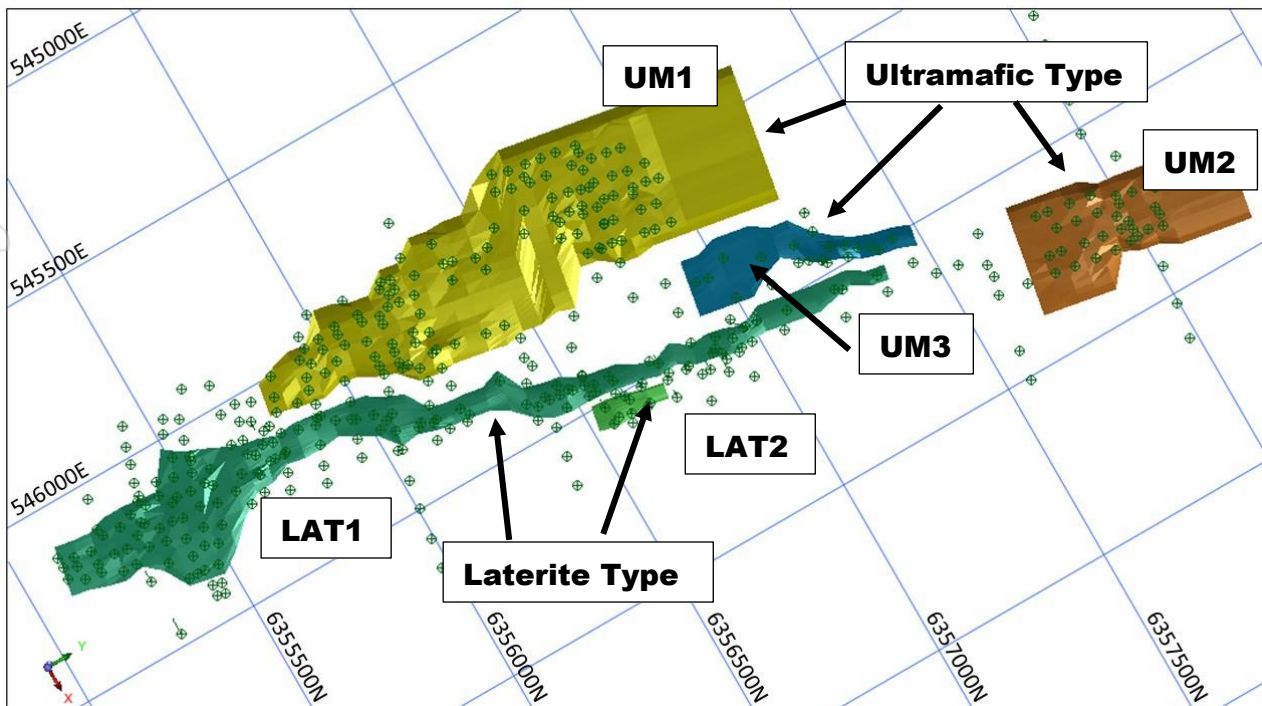 545000E
UM1
Ultramafic Type
UM2
545500E
UM3
LAT2
546000E
LAT1
Laterite Type
6355500N
6356000N
6356500N
6357000N
6357500N
Y
X